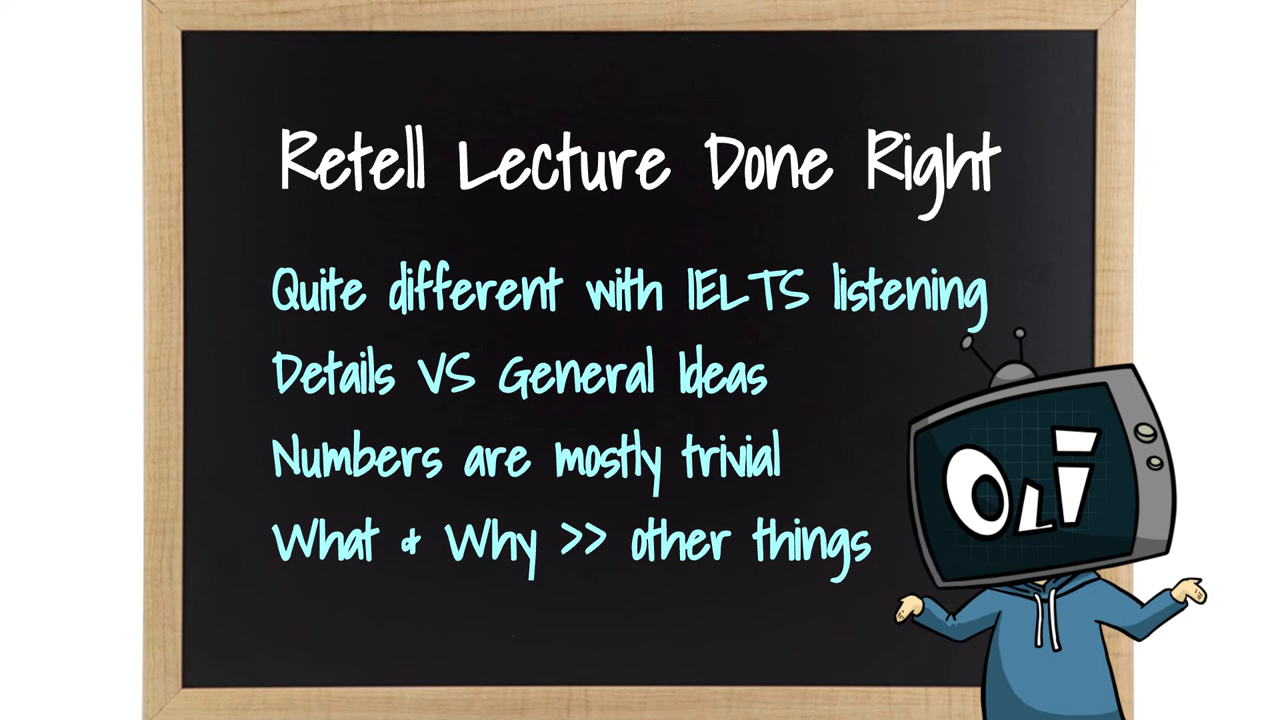 Retell Lecture Done Right
Quite different with IELTS listening
Details VS General Ideas
Numbers are mostly trivial
What & Why >> other things
OLI